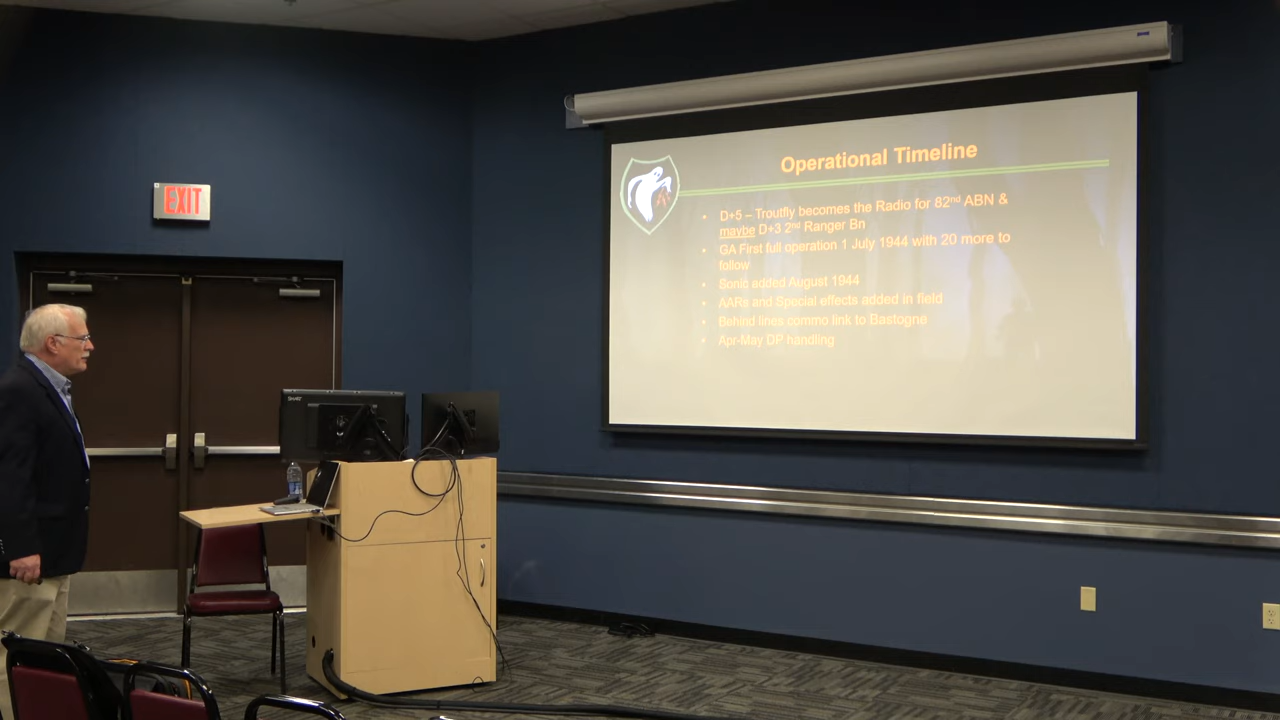 EXIT
Operational Timeline
• D+5 – Troutfly becomes the Radio for 82nd ABN &
maybe D+3 2nd Ranger Bn
• GA First full operation 1 July 1944 with 20 more to
follow
• Sonic added August 1944
• AARs and Special effects added in field
• Behind lines commo link to Bastogne
• Apr-May DP handling
SMART